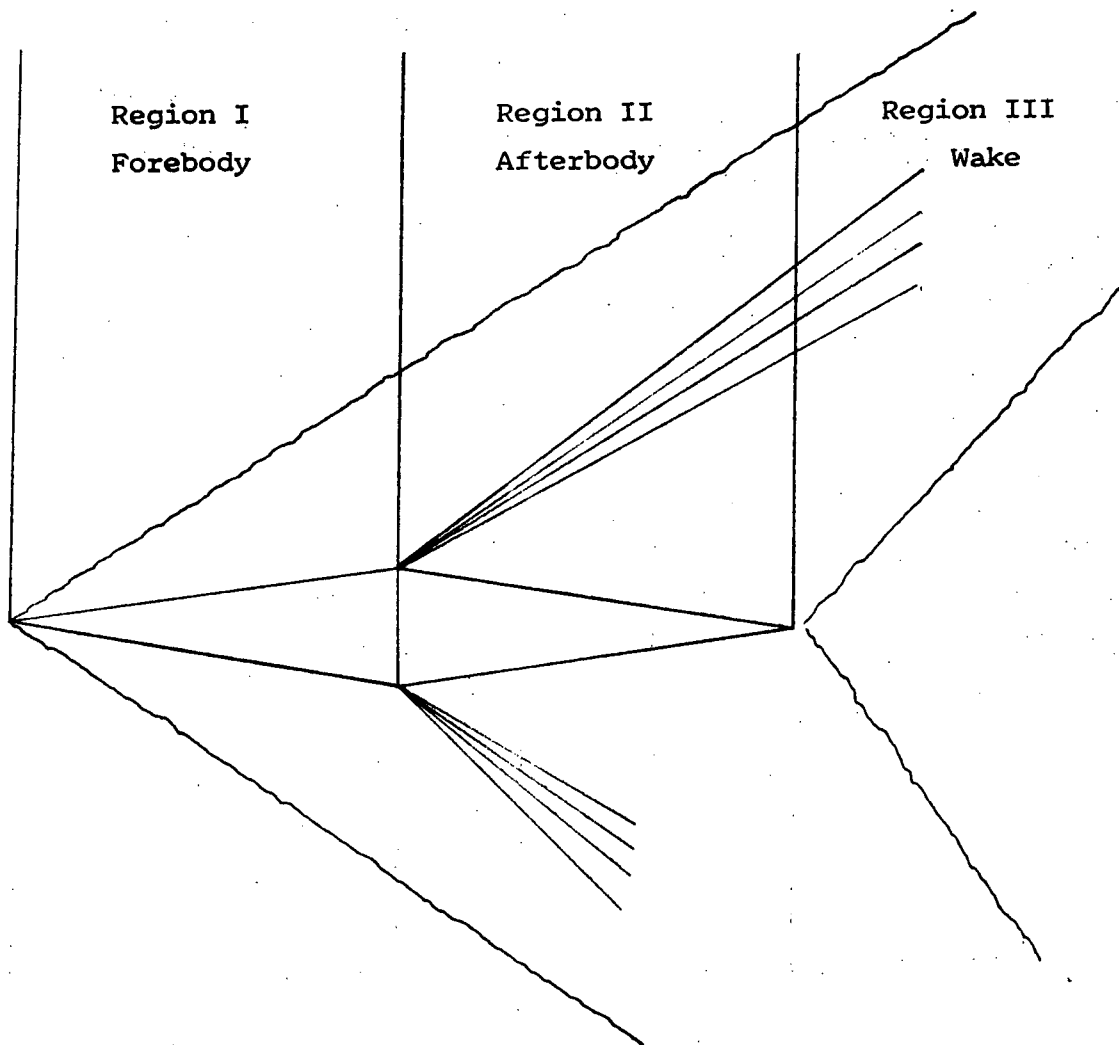 Region I
Forebody
Region II
Afterbody
Region III
Wake